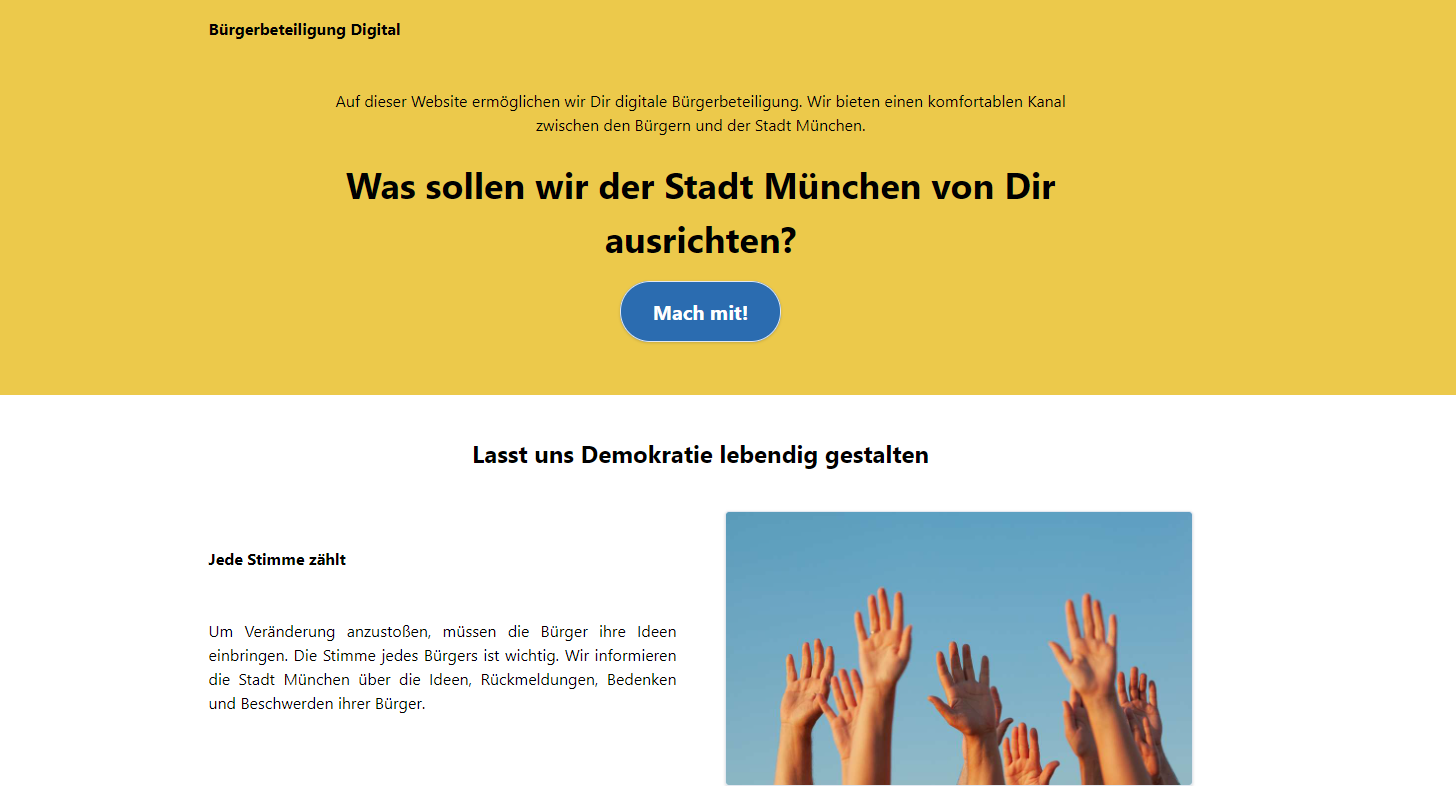 Bürgerbeteiligung Digital
Auf dieser Website ermöglichen wir Dir digitale Bürgerbeteiligung. Wir bieten einen komfortablen Kanal
zwischen den Bürgern und der Stadt München.
Was sollen wir der Stadt München von Dir
ausrichten?
Mach mit!
Lasst uns Demokratie lebendig gestalten
Jede Stimme zählt
Um Veränderung anzustoßen, müssen die Bürger ihre Ideen
einbringen. Die Stimme jedes Bürgers ist wichtig. Wir informieren
die Stadt München über die Ideen, Rückmeldungen, Bedenken
und Beschwerden ihrer Bürger.